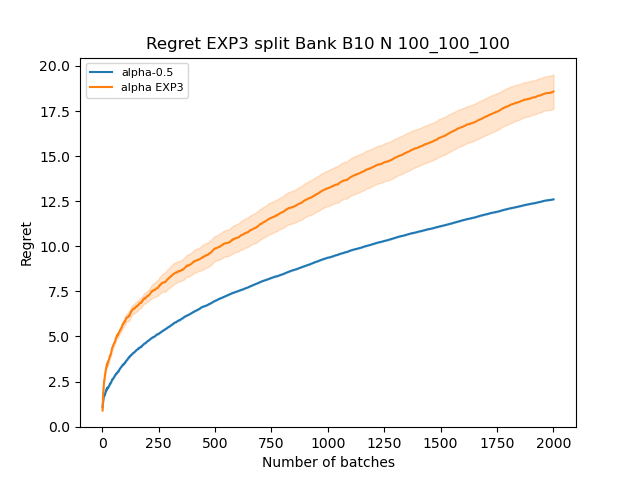 Regret EXP3 split Bank B10 N 100_100_100
alpha-0.5
alpha EXP3
Regret
20.0
17.5
15.0
12.5
10.0
7.5
5.0
2.5
0.0
0 250 500 750 1000 1250 1500 1750 2000
Number of batches